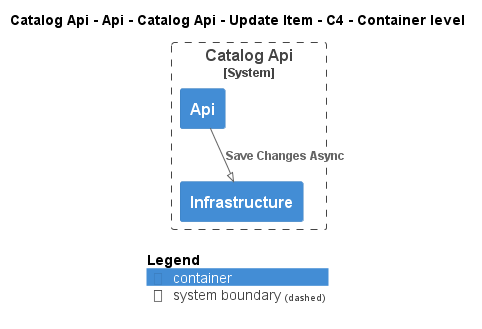 Catalog Api - Api - Catalog Api - Update Item - C4 - Container level
Catalog Api
[System]
Api
Save Changes Async
Infrastructure
Legend
container
system boundary (dashed)